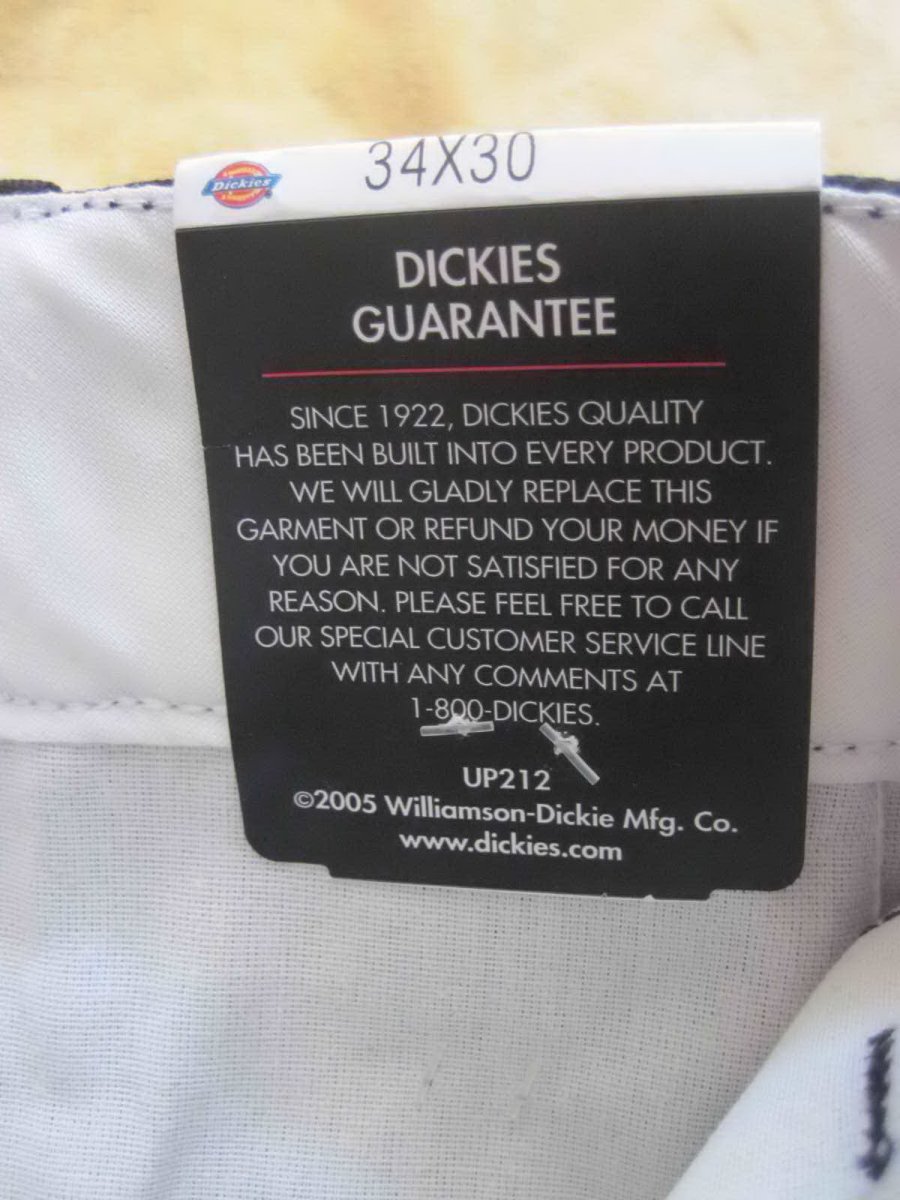 Dickies
34X30
DICKIES
GUARANTEE
SINCE 1922, DICKIES QUALITY
HAS BEEN BUILT INTO EVERY PRODUCT.
WE WILL GLADLY REPLACE THIS
GARMENT OR REFUND YOUR MONEY IF
YOU ARE NOT SATISFIED FOR ANY
REASON. PLEASE FEEL FREE TO CALL
OUR SPECIAL CUSTOMER SERVICE LINE
WITH ANY COMMENTS AT
1-800-DICKIES.
UP212
©2005 Williamson-Dickie Mfg. Co.
www.dickies.com